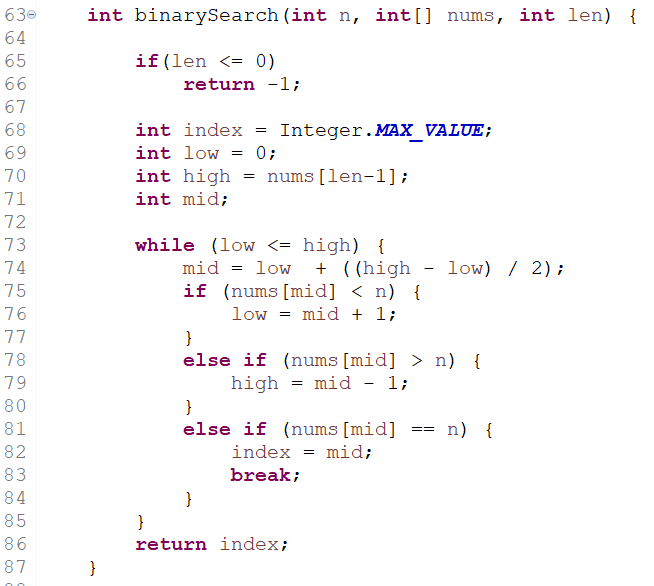 63 int binarySearch(int n, int[] nums, int len) {
64
65 if(len <= 0)
66 return -1;
67
68 int index = Integer.MAX_VALUE;
69 int low = 0;
70 int high = nums[len-1];
71 int mid;
72
73 while (low <= high) {
74 mid = low  + ((high - low) / 2);
75 if (nums[mid] < n) {
76 low = mid + 1;
77 }
78 else if (nums[mid] > n) {
79 high = mid - 1;
80 }
81 else if (nums[mid] == n) {
82 index = mid;
83 break;
84 }
85 }
86 return index;
87 }